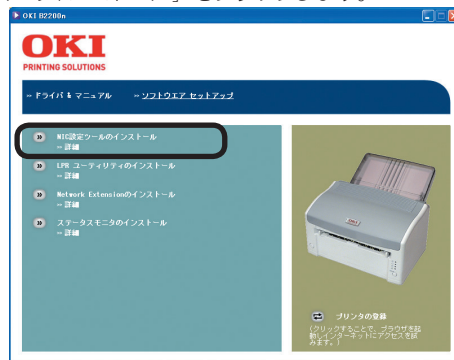 OKI B2200n
OKI
PRINTING SOLUTIONS
» ドライバ & マニュアル
» ソフトウエア セットアップ
NIC設定ツールのインストール
» 詳細
LPR ユーティリティのインストール
» 詳細
Network Extensionのインストール
» 詳細
ステータスモニタのインストール
» 詳細
プリンタの登録
(クリックすることで、ブラウザを起
動しインターネットにアクセスを試
みます。)